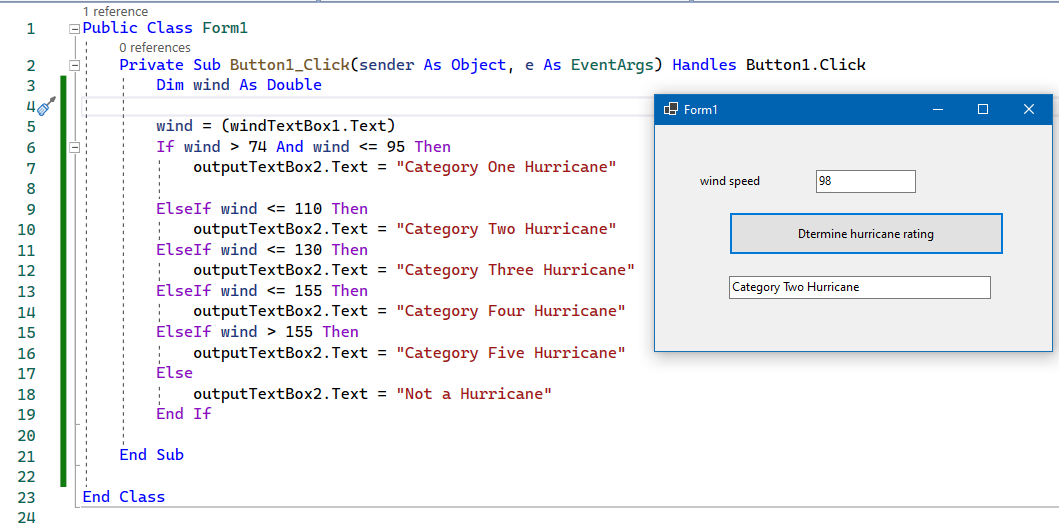 1 reference
1 Public Class Form1
0 references
2 Private Sub Button1_Click(sender As Object, e As EventArgs) Handles Button1.Click
3 Dim wind As Double
4
5 wind = (windTextBox1.Text)
6 If wind > 74 And wind <= 95 Then
7 outputTextBox2.Text = "Category One Hurricane"
8
9 ElseIf wind <= 110 Then
10 outputTextBox2.Text = "Category Two Hurricane"
11 ElseIf wind <= 130 Then
12 outputTextBox2.Text = "Category Three Hurricane"
13 ElseIf wind <= 155 Then
14 outputTextBox2.Text = "Category Four Hurricane"
15 ElseIf wind > 155 Then
16 outputTextBox2.Text = "Category Five Hurricane"
17 Else
18 outputTextBox2.Text = "Not a Hurricane"
19 End If
20
21 End Sub
22
23 End Class
24
Form1
wind speed 98
Dtermine hurricane rating
Category Two Hurricane